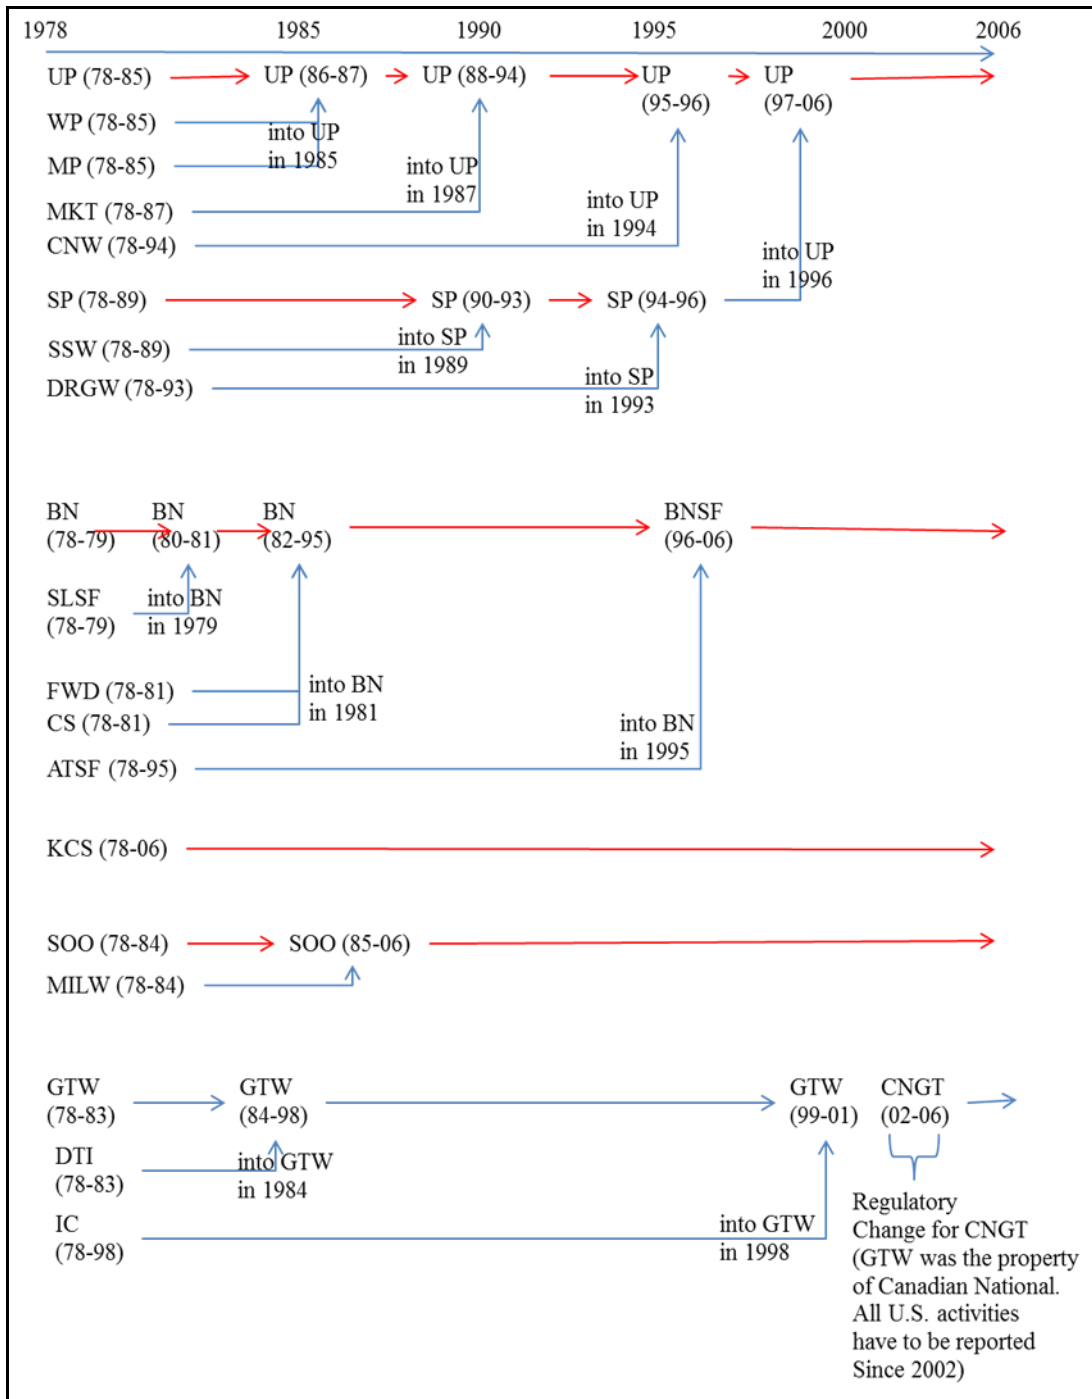 1978 1985 1990 1995 2000 2006
UP (78-85) UP (86-87) UP (88-94) UP UP
(95-96) (97-06)
WP (78-85)
into UP
in 1985
MP (78-85)
into UP
in 1987
MKT (78-87)
into UP
in 1994
CNW (78-94)
into UP
in 1996
SP (78-89) SP (90-93) SP (94-96)
SSW (78-89)
into SP
in 1989
DRGW (78-93)
into SP
in 1993
BN BN BN BNSF
(78-79) (80-81) (82-95) (96-06)
SLSF into BN
(78-79) in 1979
FWD (78-81)
into BN
in 1981
CS (78-81)
into BN
in 1995
ATSF (78-95)
KCS (78-06)
SOO (78-84) SOO (85-06)
MILW (78-84)
GTW GTW GTW CNGT
(78-83) (84-98) (99-01) (02-06)
DTI into GTW
(78-83) in 1984
IC into GTW
(78-98) in 1998
Regulatory
Change for CNGT
(GTW was the property
of Canadian National.
All U.S. activities
have to be reported
Since 2002)